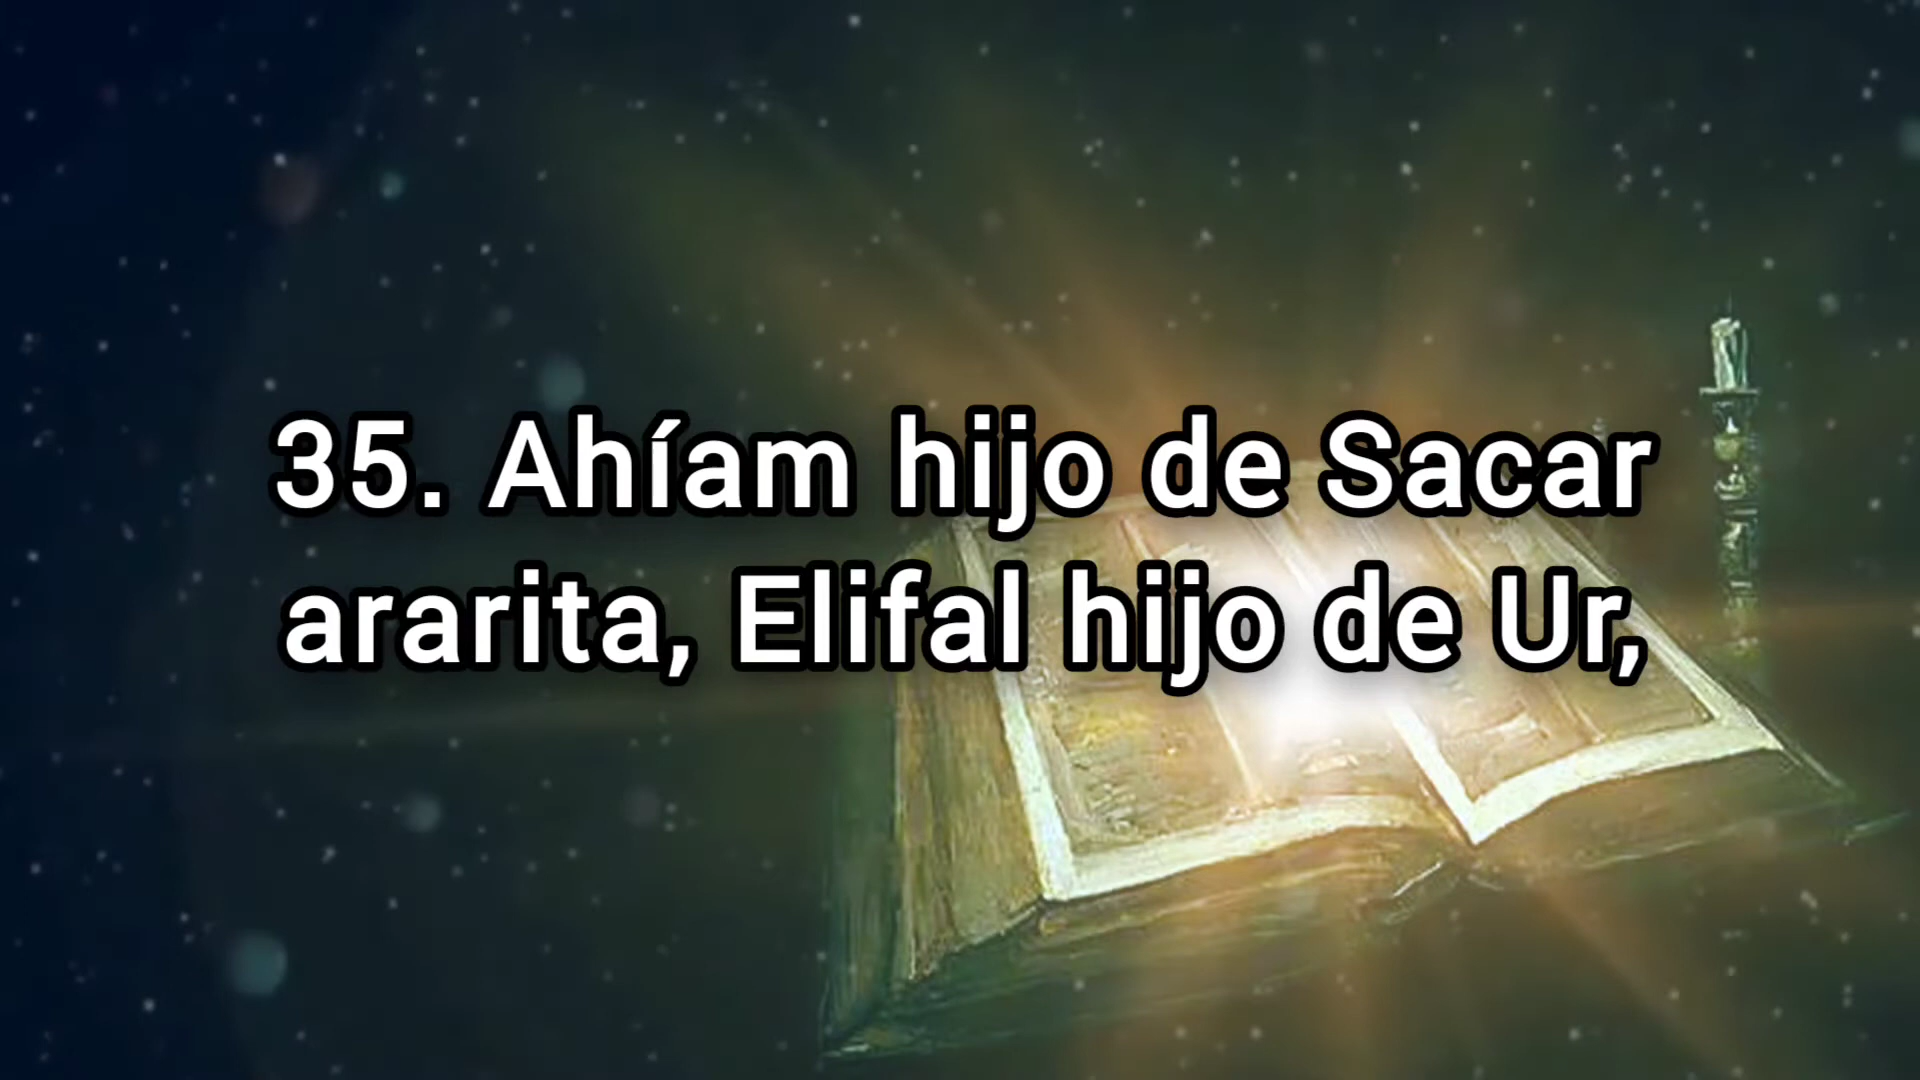 35. Ahíam hijo de Sacar
ararita, Elifal hijo de Ur,